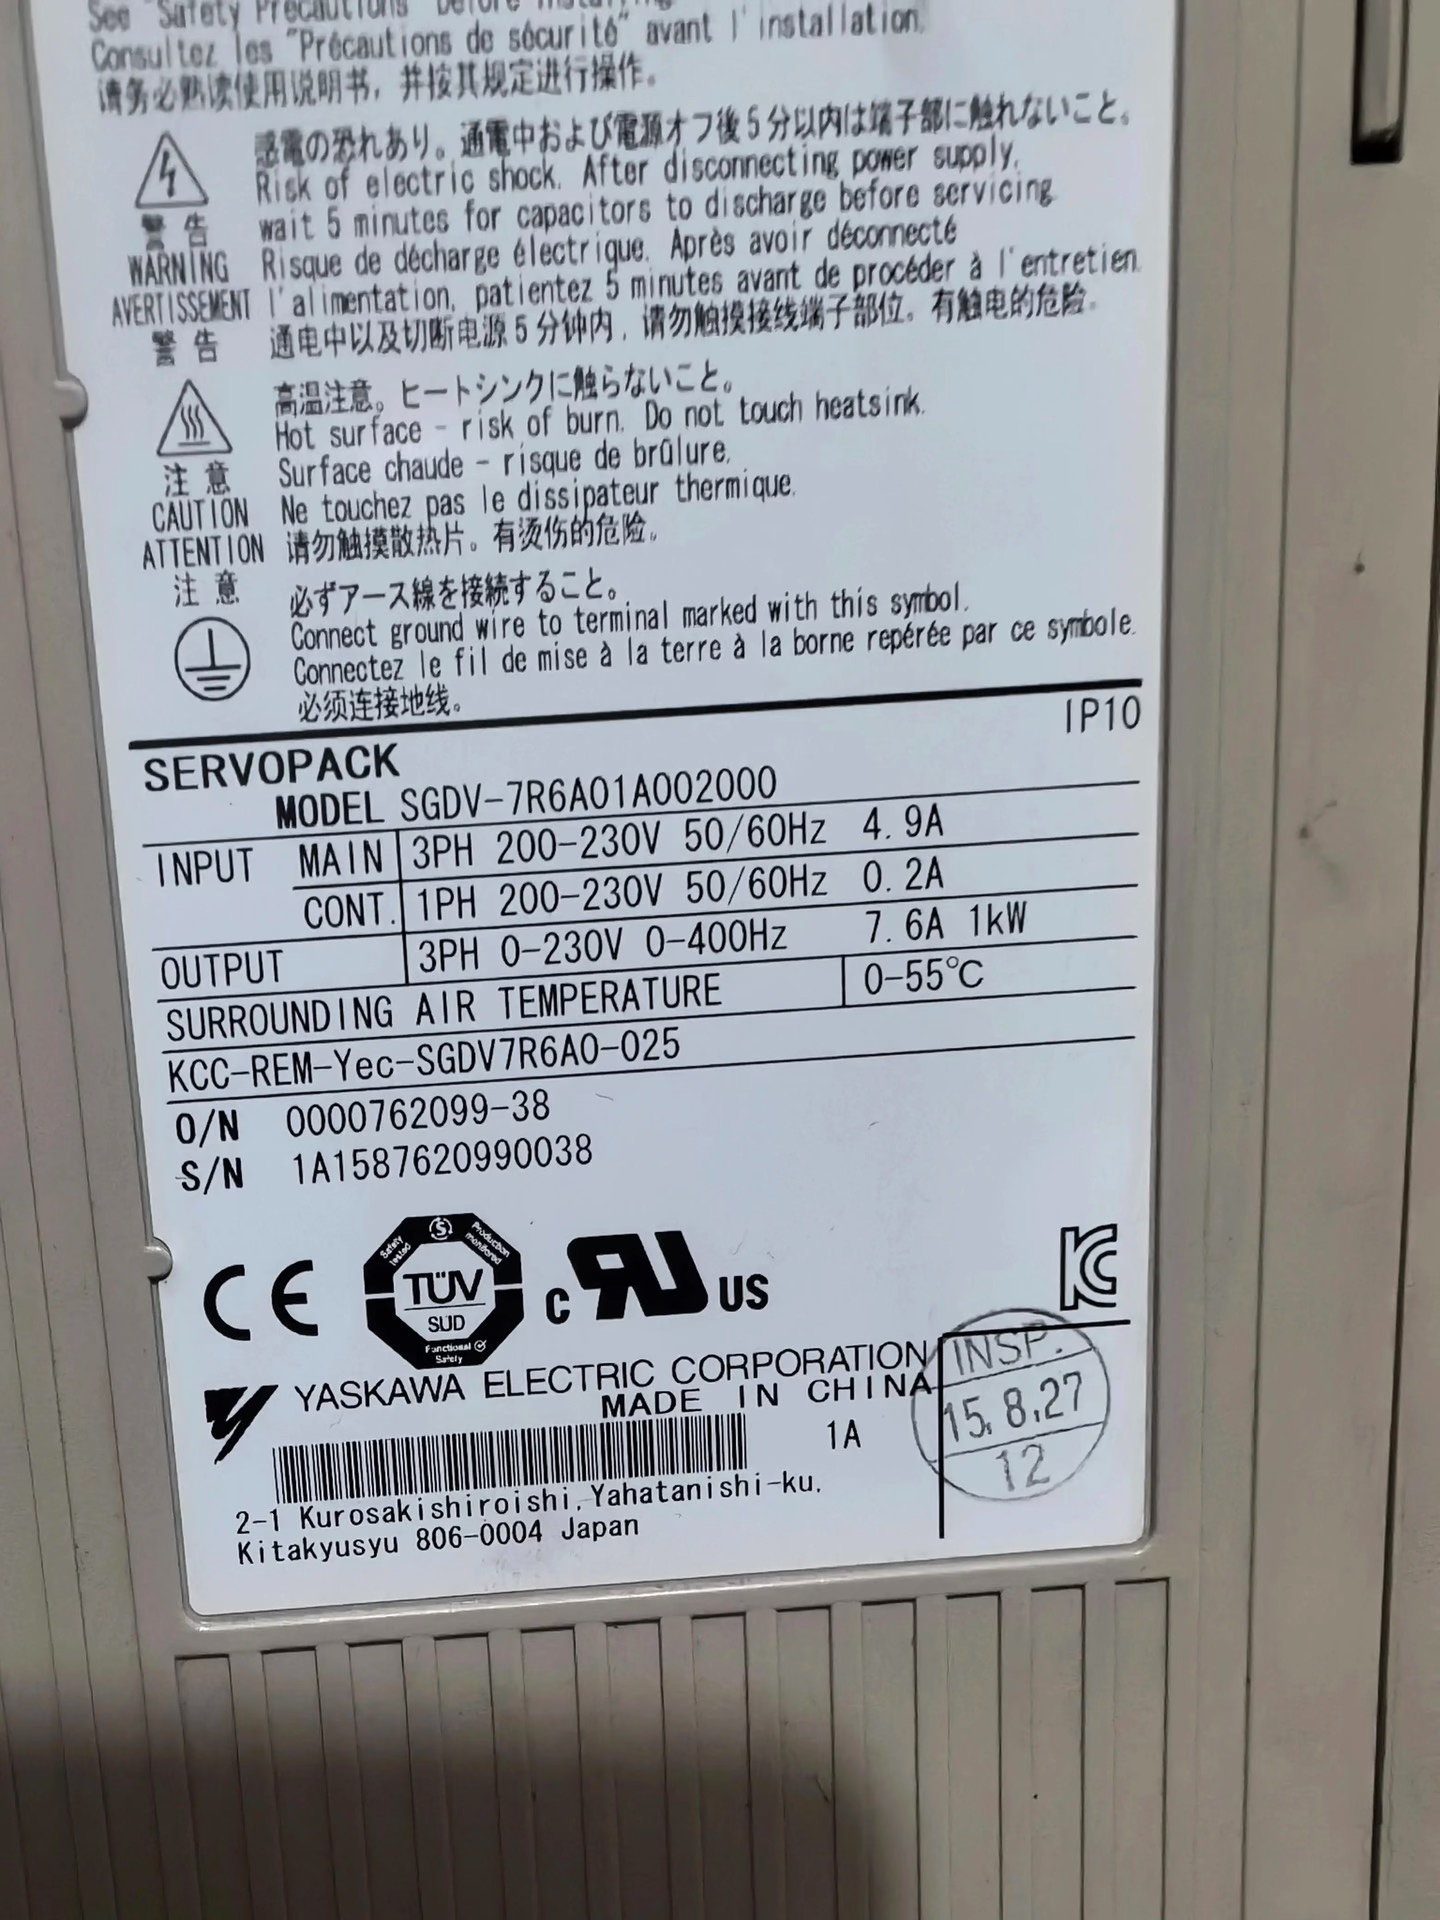 See "Safety Precautions" before installing
Consultez les "Précautions de sécurité" avant l'installation.
请务必熟读使用说明书，并按其规定进行操作。
感電の恐れあり。通電中および電源オフ後5分以内は端子部に触れないこと。
Risk of electric shock. After disconnecting power supply,
警告 wait 5 minutes for capacitors to discharge before servicing
WARNING Risque de décharge électrique. Après avoir déconnecté
AVERTISSEMENT l'alimentation, patientez 5 minutes avant de procéder à l'entretien.
警告 通电中以及切断电源5分钟内，请勿触摸接线端子部位。有触电的危险。
高温注意。ヒートシンクに触らないこと。
Hot surface - risk of burn. Do not touch heatsink.
注意 Surface chaude - risque de brûlure.
CAUTION Ne touchez pas le dissipateur thermique.
ATTENTION 请勿触摸散热片。有烫伤的危险。
注意 必ずアース線を接続すること。
Connect ground wire to terminal marked with this symbol.
Connectez le fil de mise à la terre à la borne repérée par ce symbole.
必须连接地线。
IP10
SERVOPACK
MODEL SGDV-7R6A01A002000
INPUT MAIN 3PH 200-230V 50/60Hz 4.9A
CONT. 1PH 200-230V 50/60Hz 0.2A
OUTPUT 3PH 0-230V 0-400Hz 7.6A 1kW
SURROUNDING AIR TEMPERATURE 0-55℃
KCC-REM-Yec-SGDV7R6A0-025
O/N 0000762099-38
S/N 1A1587620990038
CE
Safety tested
Production monitored
TÜV
SÜD
Functional Safety
c RU US
KC
YASKAWA ELECTRIC CORPORATION
MADE IN CHINA
1A
INSP.
15.8.27
12
2-1 Kurosakishiroishi, Yahatanishi-ku,
Kitakyusyu 806-0004 Japan